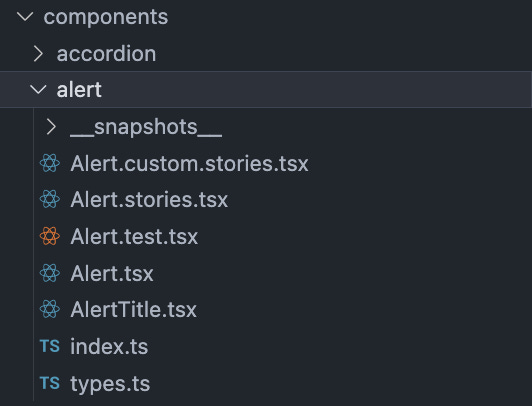 components
accordion
alert
__snapshots__
Alert.custom.stories.tsx
Alert.stories.tsx
Alert.test.tsx
Alert.tsx
AlertTitle.tsx
TS index.ts
TS types.ts